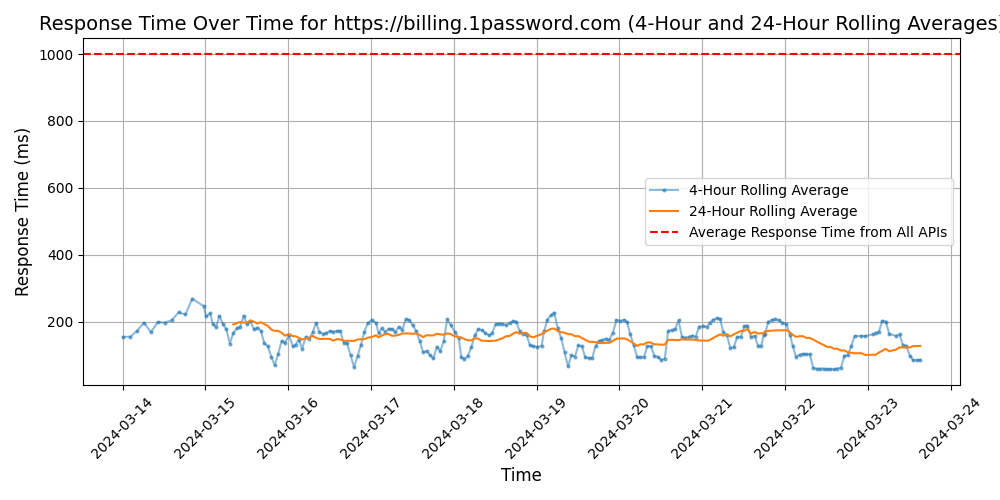 Response Time Over Time for https://billing.1password.com (4-Hour and 24-Hour Rolling Averages)
Response Time (ms)
1000
800
600
400
200
4-Hour Rolling Average
24-Hour Rolling Average
Average Response Time from All APIs
2024-03-14
2024-03-15
2024-03-16
2024-03-17
2024-03-18
2024-03-19
2024-03-20
2024-03-21
2024-03-22
2024-03-23
2024-03-24
Time